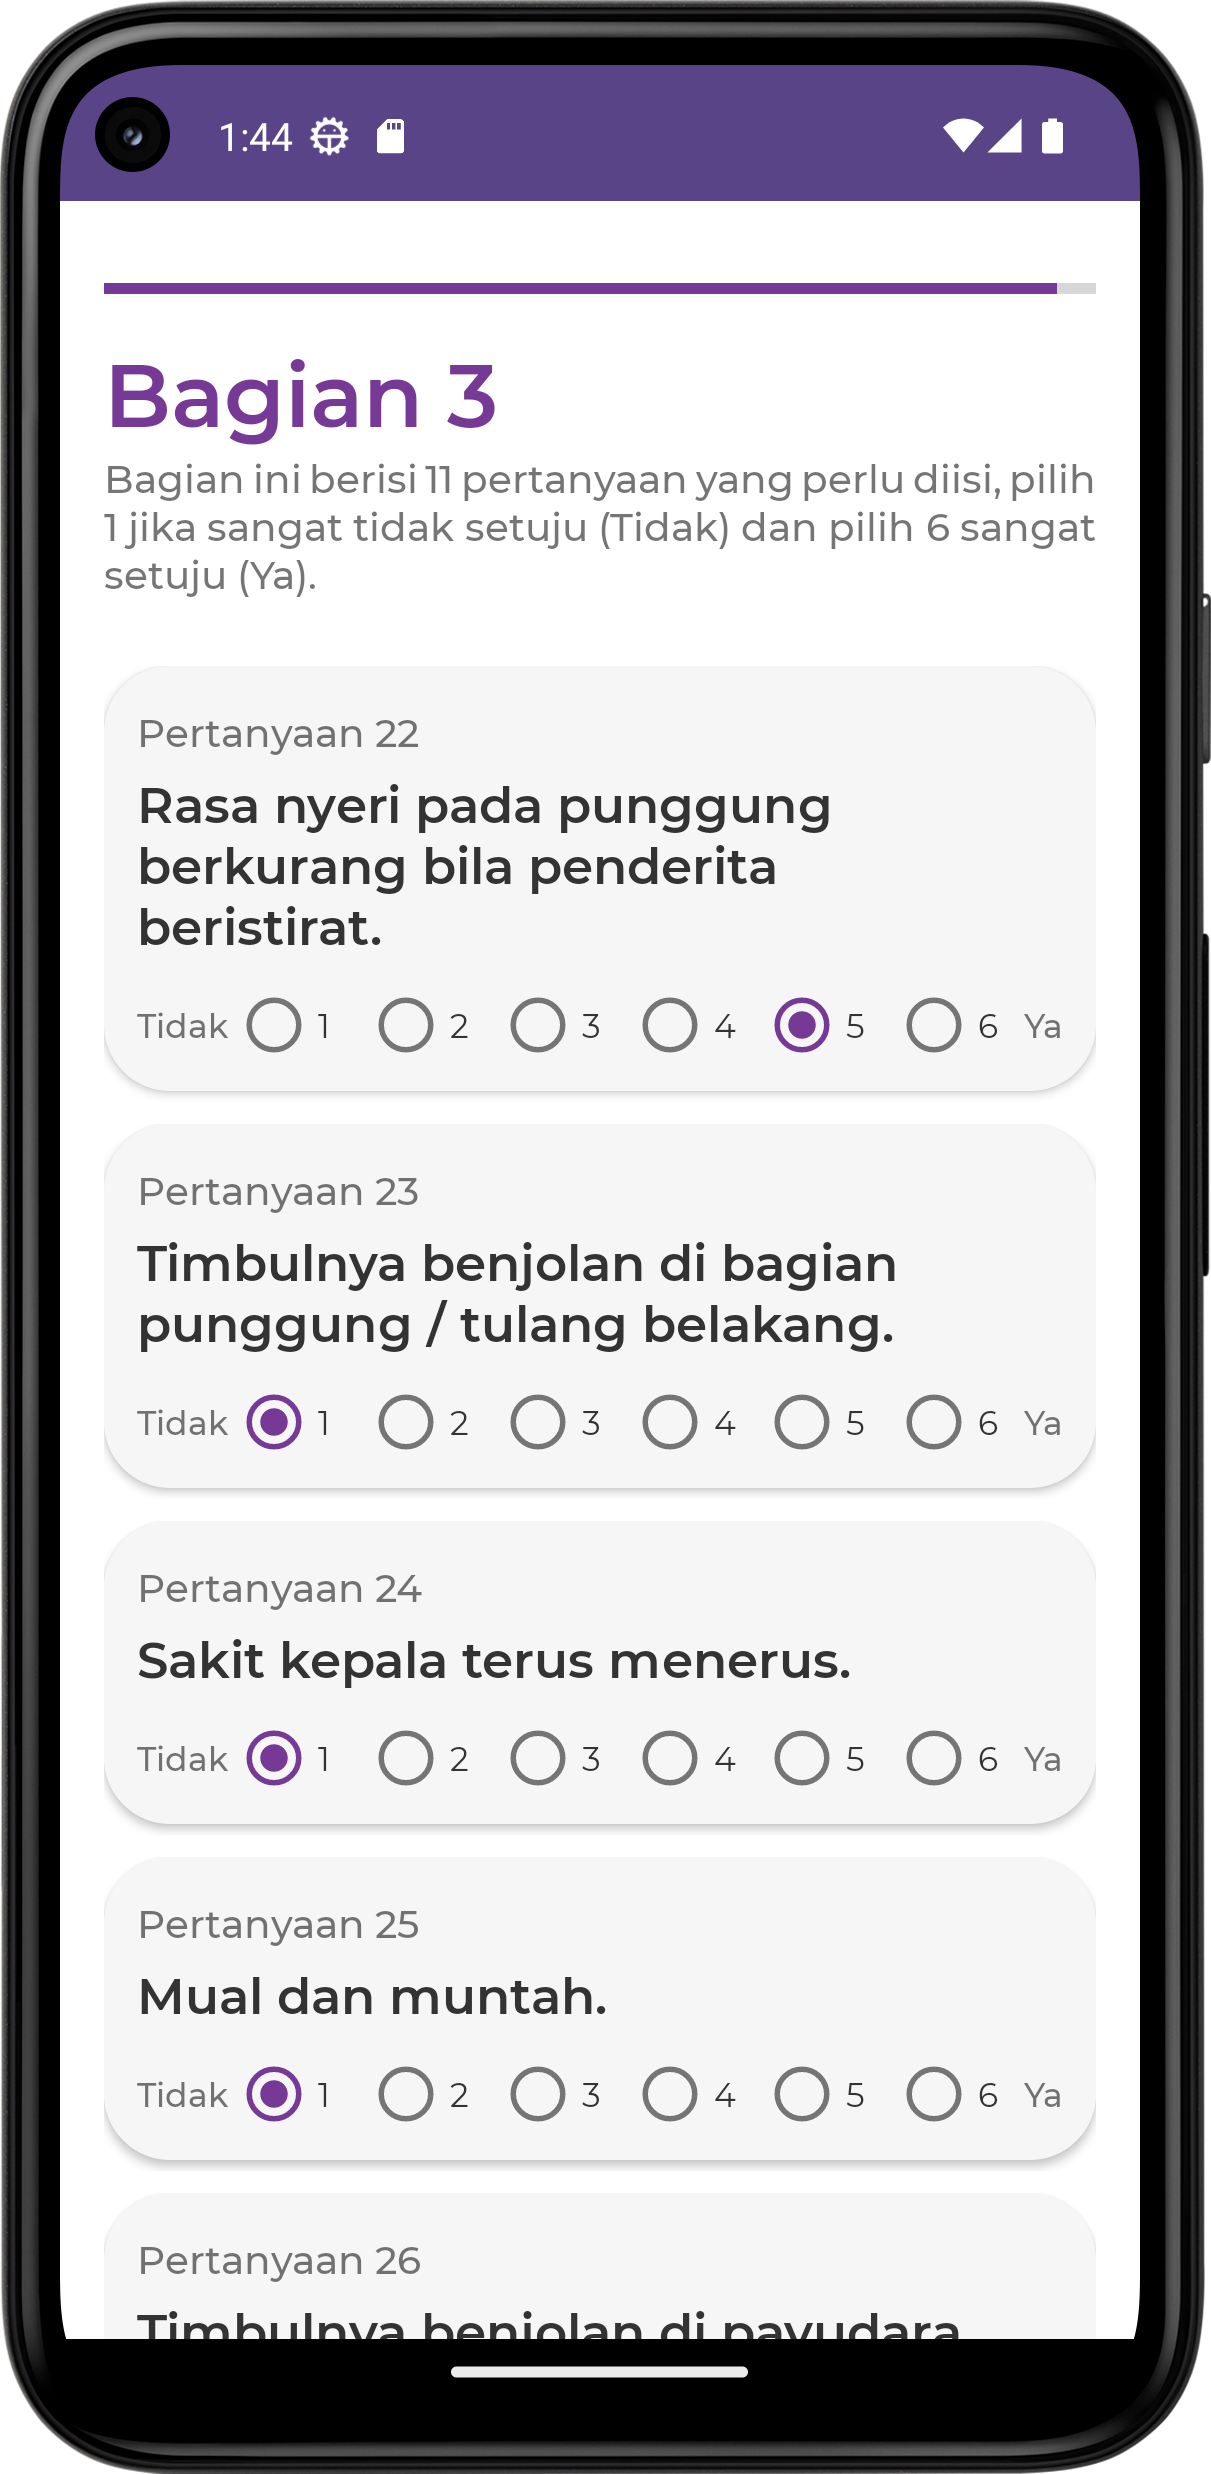 1:44
Bagian 3
Bagian ini berisi 11 pertanyaan yang perlu diisi, pilih
1 jika sangat tidak setuju (Tidak) dan pilih 6 sangat
setuju (Ya).
Pertanyaan 22
Rasa nyeri pada punggung
berkurang bila penderita
beristirat.
Tidak 1 2 3 4 5 6 Ya
Pertanyaan 23
Timbulnya benjolan di bagian
punggung / tulang belakang.
Tidak 1 2 3 4 5 6 Ya
Pertanyaan 24
Sakit kepala terus menerus.
Tidak 1 2 3 4 5 6 Ya
Pertanyaan 25
Mual dan muntah.
Tidak 1 2 3 4 5 6 Ya
Pertanyaan 26
Timbulnya benjolan di payudara